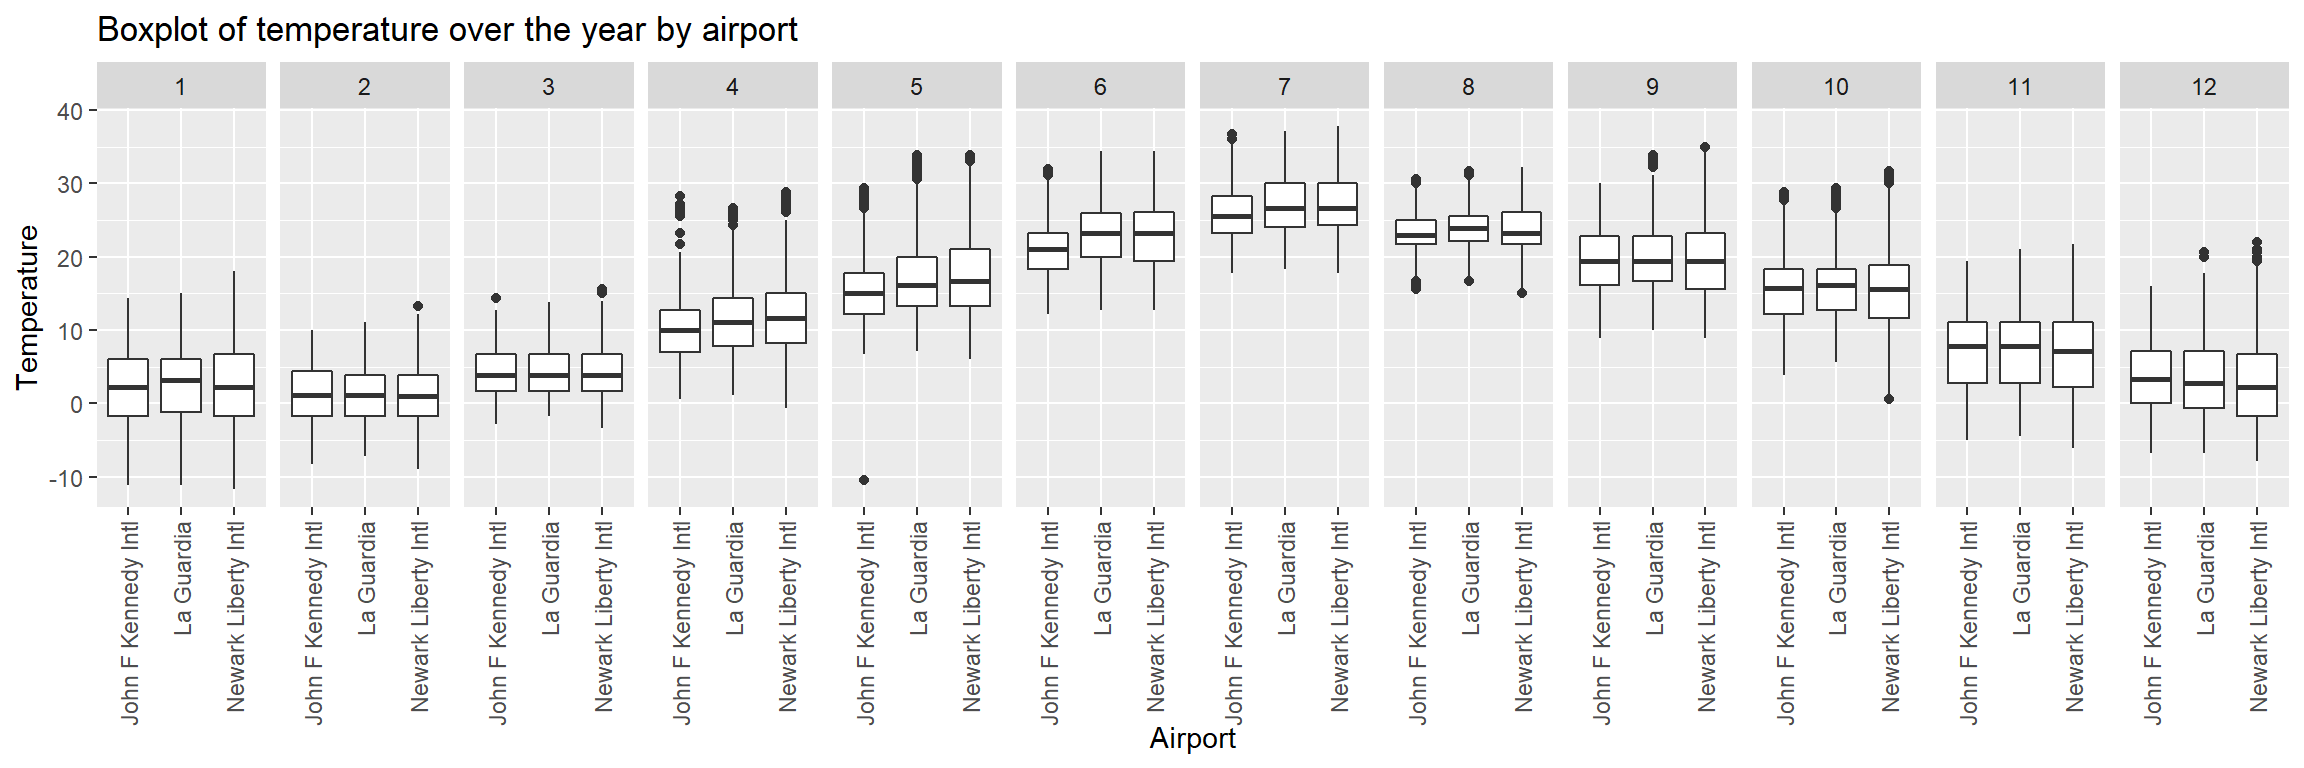 Boxplot of temperature over the year by airport
1 2 3 4 5 6 7 8 9 10 11 12
Temperature
40
30
20
10
0
-10
John F Kennedy Intl
La Guardia
Newark Liberty Intl
John F Kennedy Intl
La Guardia
Newark Liberty Intl
John F Kennedy Intl
La Guardia
Newark Liberty Intl
John F Kennedy Intl
La Guardia
Newark Liberty Intl
John F Kennedy Intl
La Guardia
Newark Liberty Intl
John F Kennedy Intl
La Guardia
Newark Liberty Intl
John F Kennedy Intl
La Guardia
Newark Liberty Intl
John F Kennedy Intl
La Guardia
Newark Liberty Intl
John F Kennedy Intl
La Guardia
Newark Liberty Intl
John F Kennedy Intl
La Guardia
Newark Liberty Intl
John F Kennedy Intl
La Guardia
Newark Liberty Intl
John F Kennedy Intl
La Guardia
Newark Liberty Intl
Airport